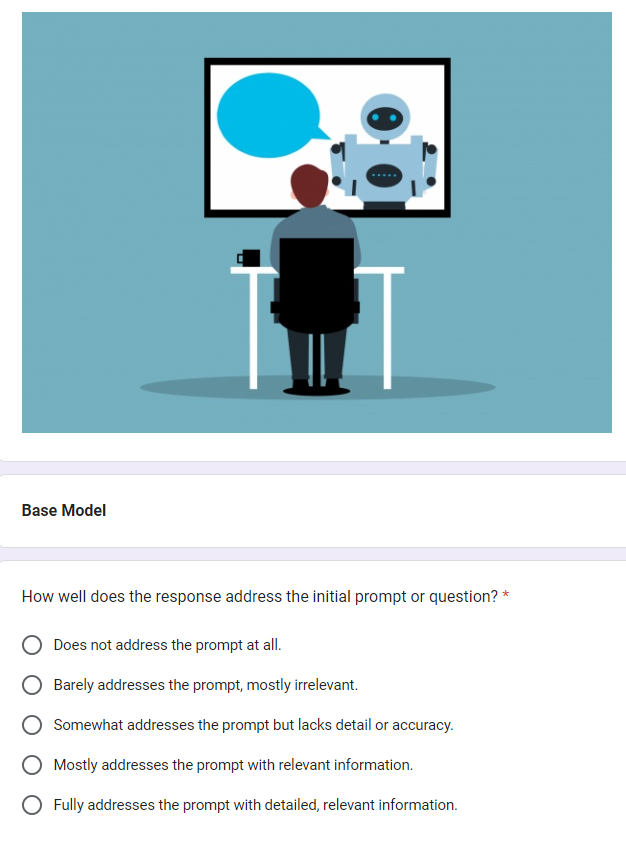 Base Model
How well does the response address the initial prompt or question? *
Does not address the prompt at all.
Barely addresses the prompt, mostly irrelevant.
Somewhat addresses the prompt but lacks detail or accuracy.
Mostly addresses the prompt with relevant information.
Fully addresses the prompt with detailed, relevant information.